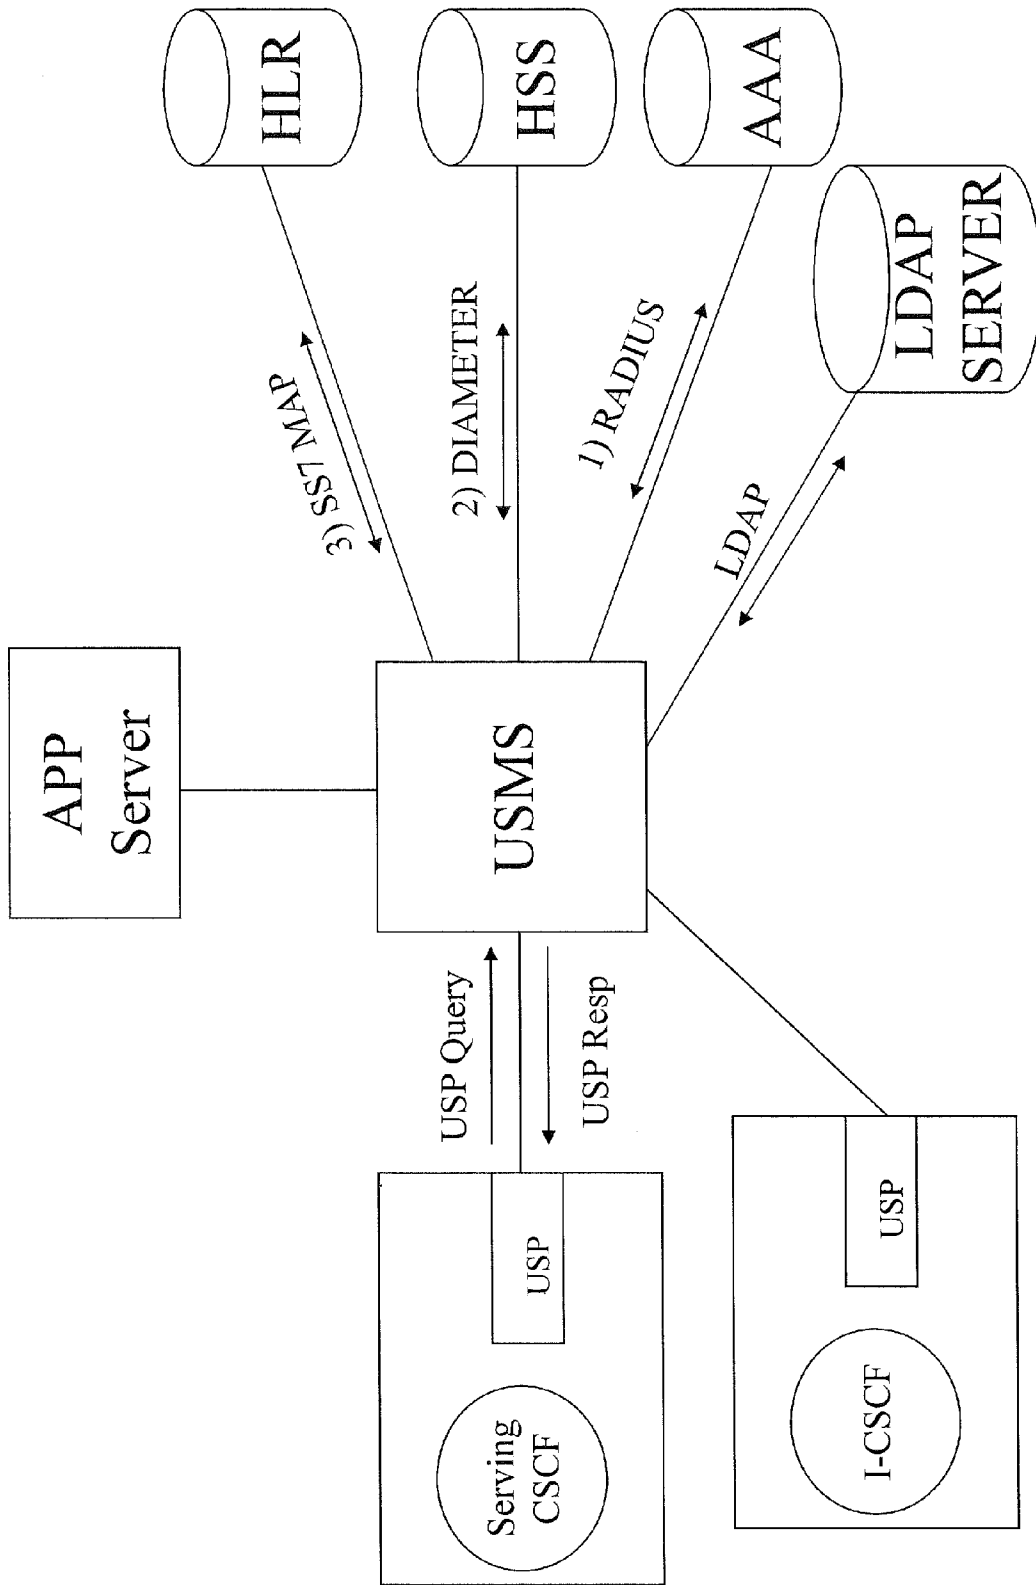 APP
Server
HLR
3) SS7 MAP
HSS
2) DIAMETER
AAA
1) RADIUS
LDAP
SERVER
LDAP
USMS
USP Query
USP Resp
Serving
CSCF
USP
I-CSCF
USP